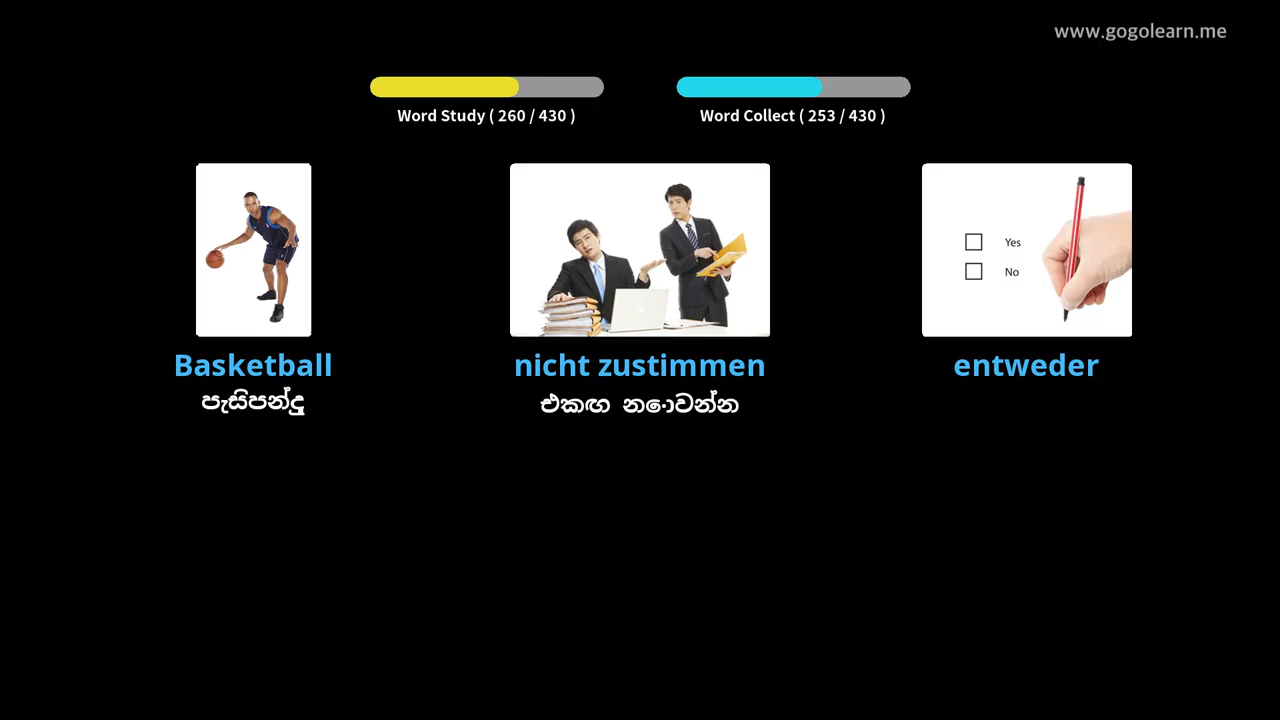 www.gogolearn.me
Word Study ( 260 / 430 )
Word Collect ( 253 / 430 )
Yes
No
Basketball
nicht zustimmen
entweder
පැසිපන්දු
එකඟ නොවන්න